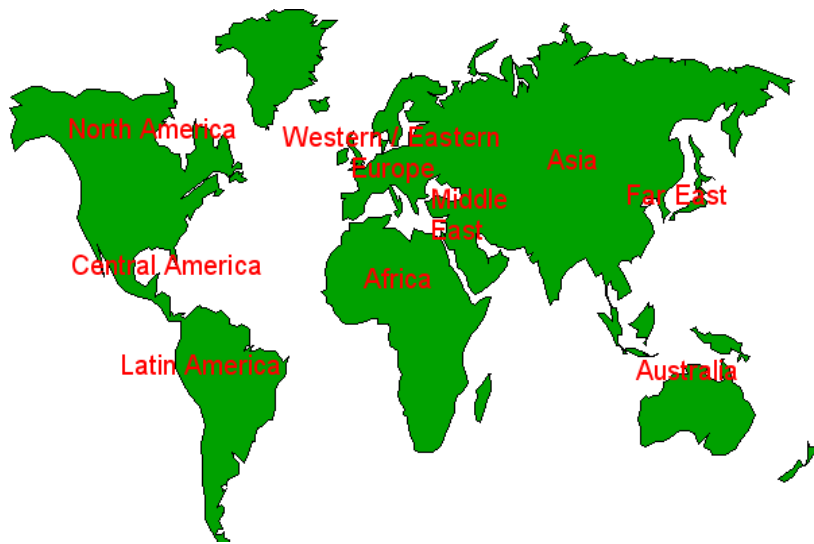 North America
Western / Eastern
Europe
Asia
Middle
East
Far East
Central America
Africa
Latin America
Australia